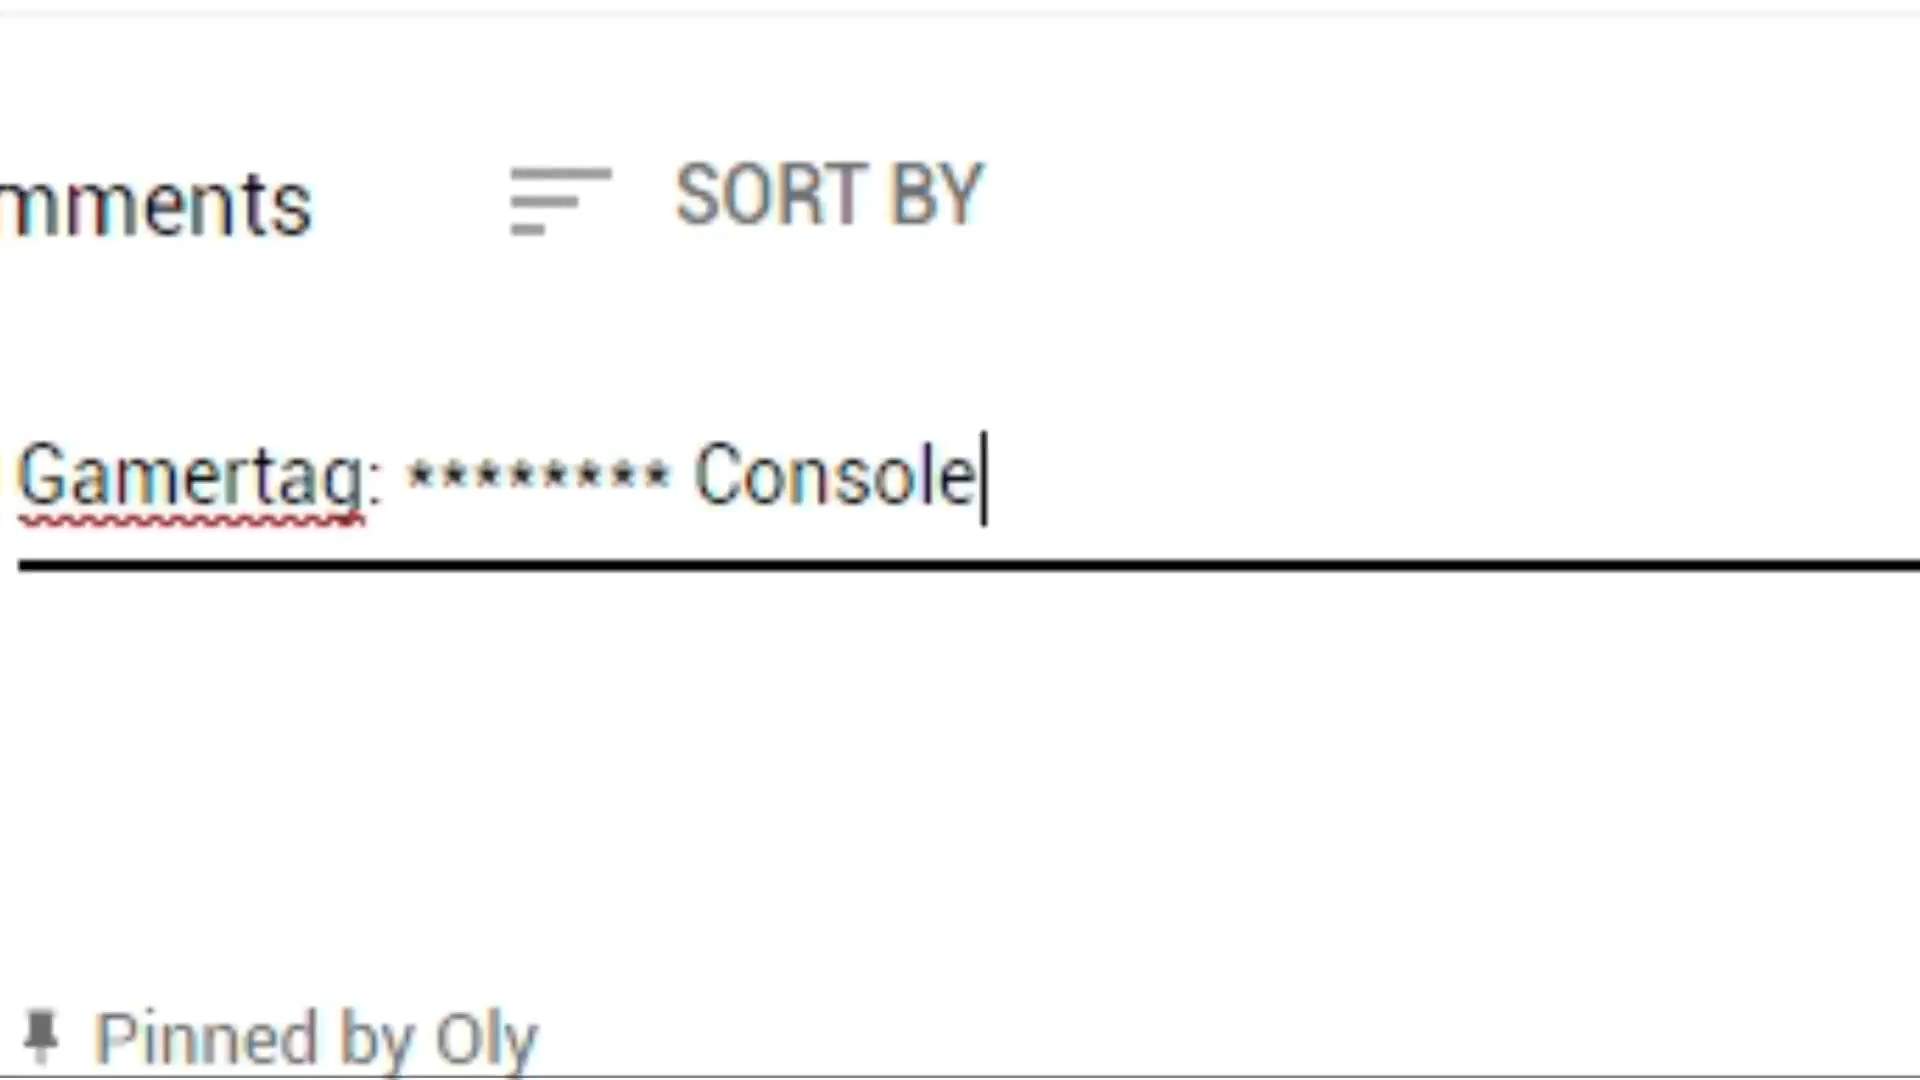 mments
SORT BY
Gamertag: ******** Console
Pinned by Oly